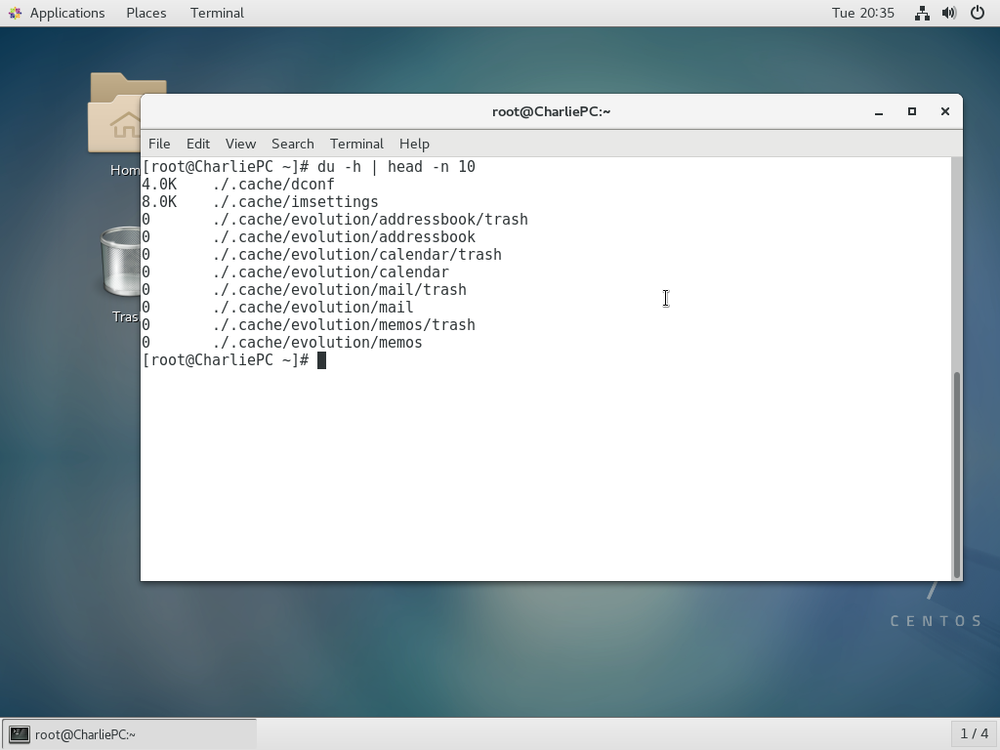 Applications Places Terminal Tue 20:35
root@CharliePC:~
File Edit View Search Terminal Help
[root@CharliePC ~]# du -h | head -n 10
4.0K ./.cache/dconf
8.0K ./.cache/imsettings
0 ./.cache/evolution/addressbook/trash
0 ./.cache/evolution/addressbook
0 ./.cache/evolution/calendar/trash
0 ./.cache/evolution/calendar
0 ./.cache/evolution/mail/trash
0 ./.cache/evolution/mail
0 ./.cache/evolution/memos/trash
0 ./.cache/evolution/memos
[root@CharliePC ~]#
Hom
Tras
7
CENTOS
root@CharliePC:~ 1 / 4